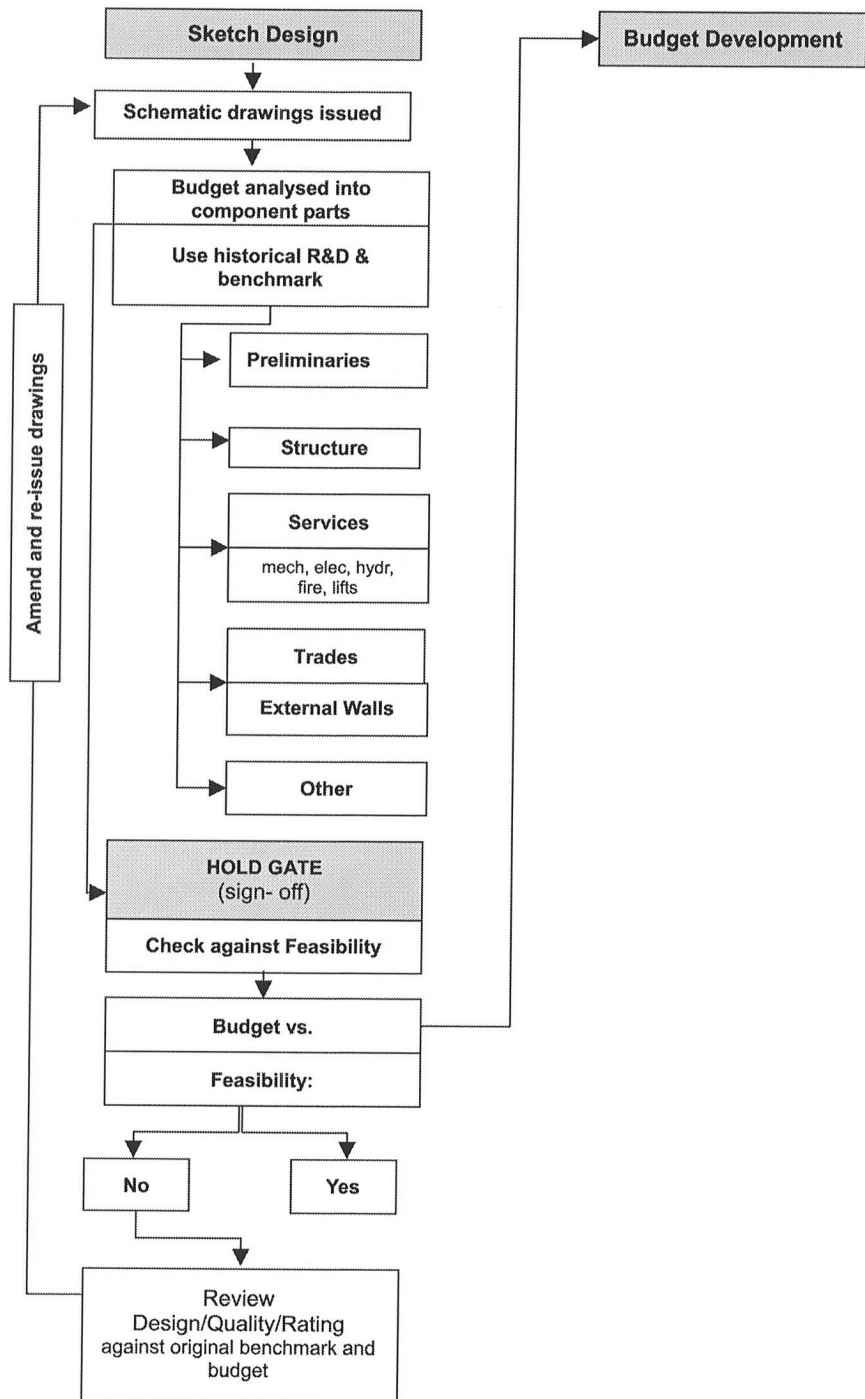 Sketch Design
Budget Development
Schematic drawings issued
Budget analysed into
component parts
Use historical R&D &
benchmark
Amend and re-issue drawings
Preliminaries
Structure
Services
mech, elec, hydr,
fire, lifts
Trades
External Walls
Other
HOLD GATE
(sign- off)
Check against Feasibility
Budget vs.
Feasibility:
No
Yes
Review
Design/Quality/Rating
against original benchmark and
budget